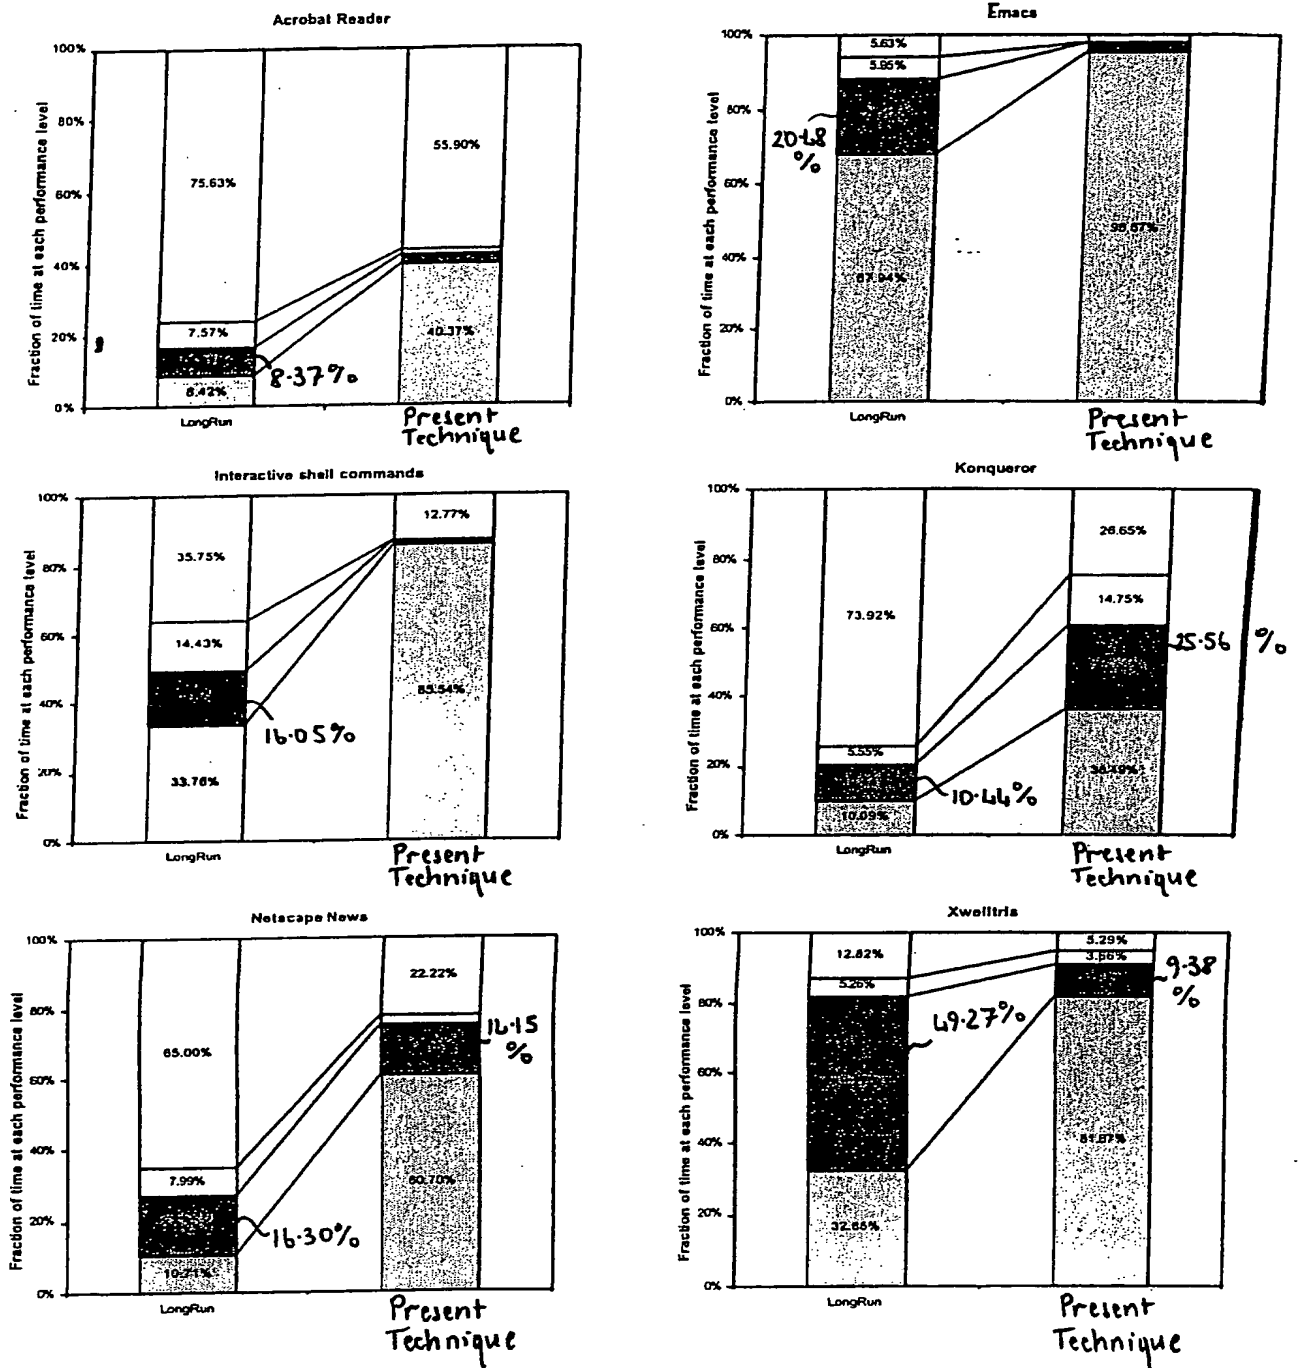 Acrobat Reader
Fraction of time at each performance level
100%
80%
60%
40%
20%
0%
75.63%
7.57%
8.37%
8.42%
55.90%
40.37%
LongRun
Present
Technique
Emacs
Fraction of time at each performance level
100%
80%
60%
40%
20%
0%
5.63%
5.95%
20.48
%
67.94%
LongRun
Present
Technique
Interactive shell commands
Fraction of time at each performance level
100%
80%
60%
40%
20%
0%
35.75%
14.43%
16.05%
33.76%
12.77%
85.54%
LongRun
Present
Technique
Konqueror
Fraction of time at each performance level
100%
80%
60%
40%
20%
0%
73.92%
5.55%
10.44%
10.09%
26.65%
14.75%
25.56 %
LongRun
Present
Technique
Netscape News
Fraction of time at each performance level
100%
80%
60%
40%
20%
0%
65.00%
7.99%
16.30%
10.71%
22.22%
14.15
%
60.70%
LongRun
Present
Technique
Xwelltris
Fraction of time at each performance level
100%
80%
60%
40%
20%
0%
12.82%
5.26%
49.27%
32.65%
5.29%
3.66%
9.38
%
LongRun
Present
Technique